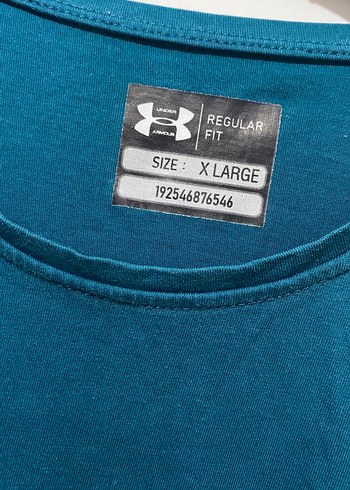 UNDER
ARMOUR
REGULAR
FIT
SIZE: X LARGE
192546876546